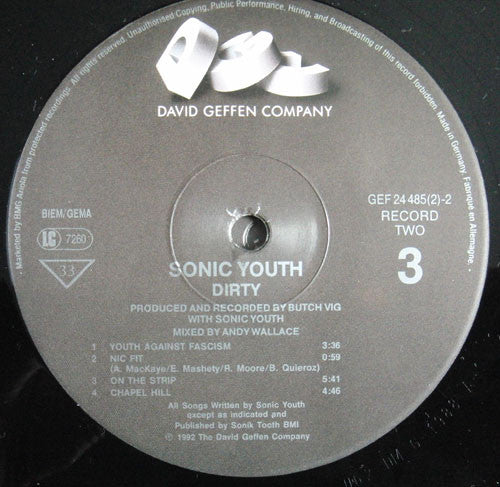 All rights reserved. Unauthorised Copying, Public Performance, Hiring, and Broadcasting of this record forbidden. Made in Germany. Fabriqué en Allemagne.
• Marketed by BMG Ariola from protected recordings.
DGC
DAVID GEFFEN COMPANY
BIEM/GEMA
LC 7260
33
GEF 24 485(2)-2
RECORD
TWO
3
SONIC YOUTH
DIRTY
PRODUCED AND RECORDED BY BUTCH VIG
WITH SONIC YOUTH
MIXED BY ANDY WALLACE
1 YOUTH AGAINST FASCISM 3:36
2 NIC FIT 0:59
(A. MacKaye/E. Mashety/R. Moore/B. Quieroz)
3 ON THE STRIP 5:41
4 CHAPEL HILL 4:46
All Songs Written by Sonic Youth
except as indicated and
Published by Sonik Tooth BMI
℗ 1992 The David Geffen Company